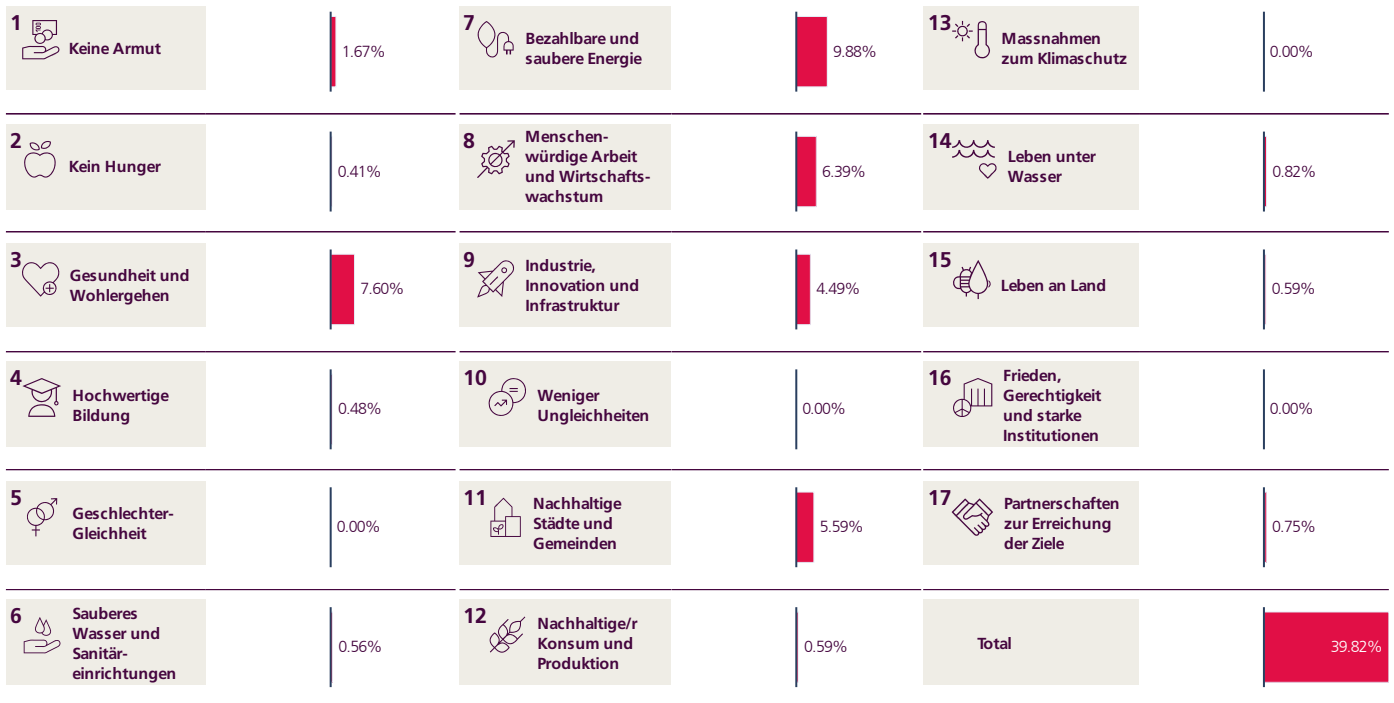 1
Keine Armut
1.67%
2
Kein Hunger
0.41%
3
Gesundheit und
Wohlergehen
7.60%
4
Hochwertige
Bildung
0.48%
5
Geschlechter-
Gleichheit
0.00%
6
Sauberes
Wasser und
Sanitär-
einrichtungen
0.56%
7
Bezahlbare und
saubere Energie
9.88%
8
Menschen-
würdige Arbeit
und Wirtschafts-
wachstum
6.39%
9
Industrie,
Innovation und
Infrastruktur
4.49%
10
Weniger
Ungleichheiten
0.00%
11
Nachhaltige
Städte und
Gemeinden
5.59%
12
Nachhaltige/r
Konsum und
Produktion
0.59%
13
Massnahmen
zum Klimaschutz
0.00%
14
Leben unter
Wasser
0.82%
15
Leben an Land
0.59%
16
Frieden,
Gerechtigkeit
und starke
Institutionen
0.00%
17
Partnerschaften
zur Erreichung
der Ziele
0.75%
Total
39.82%